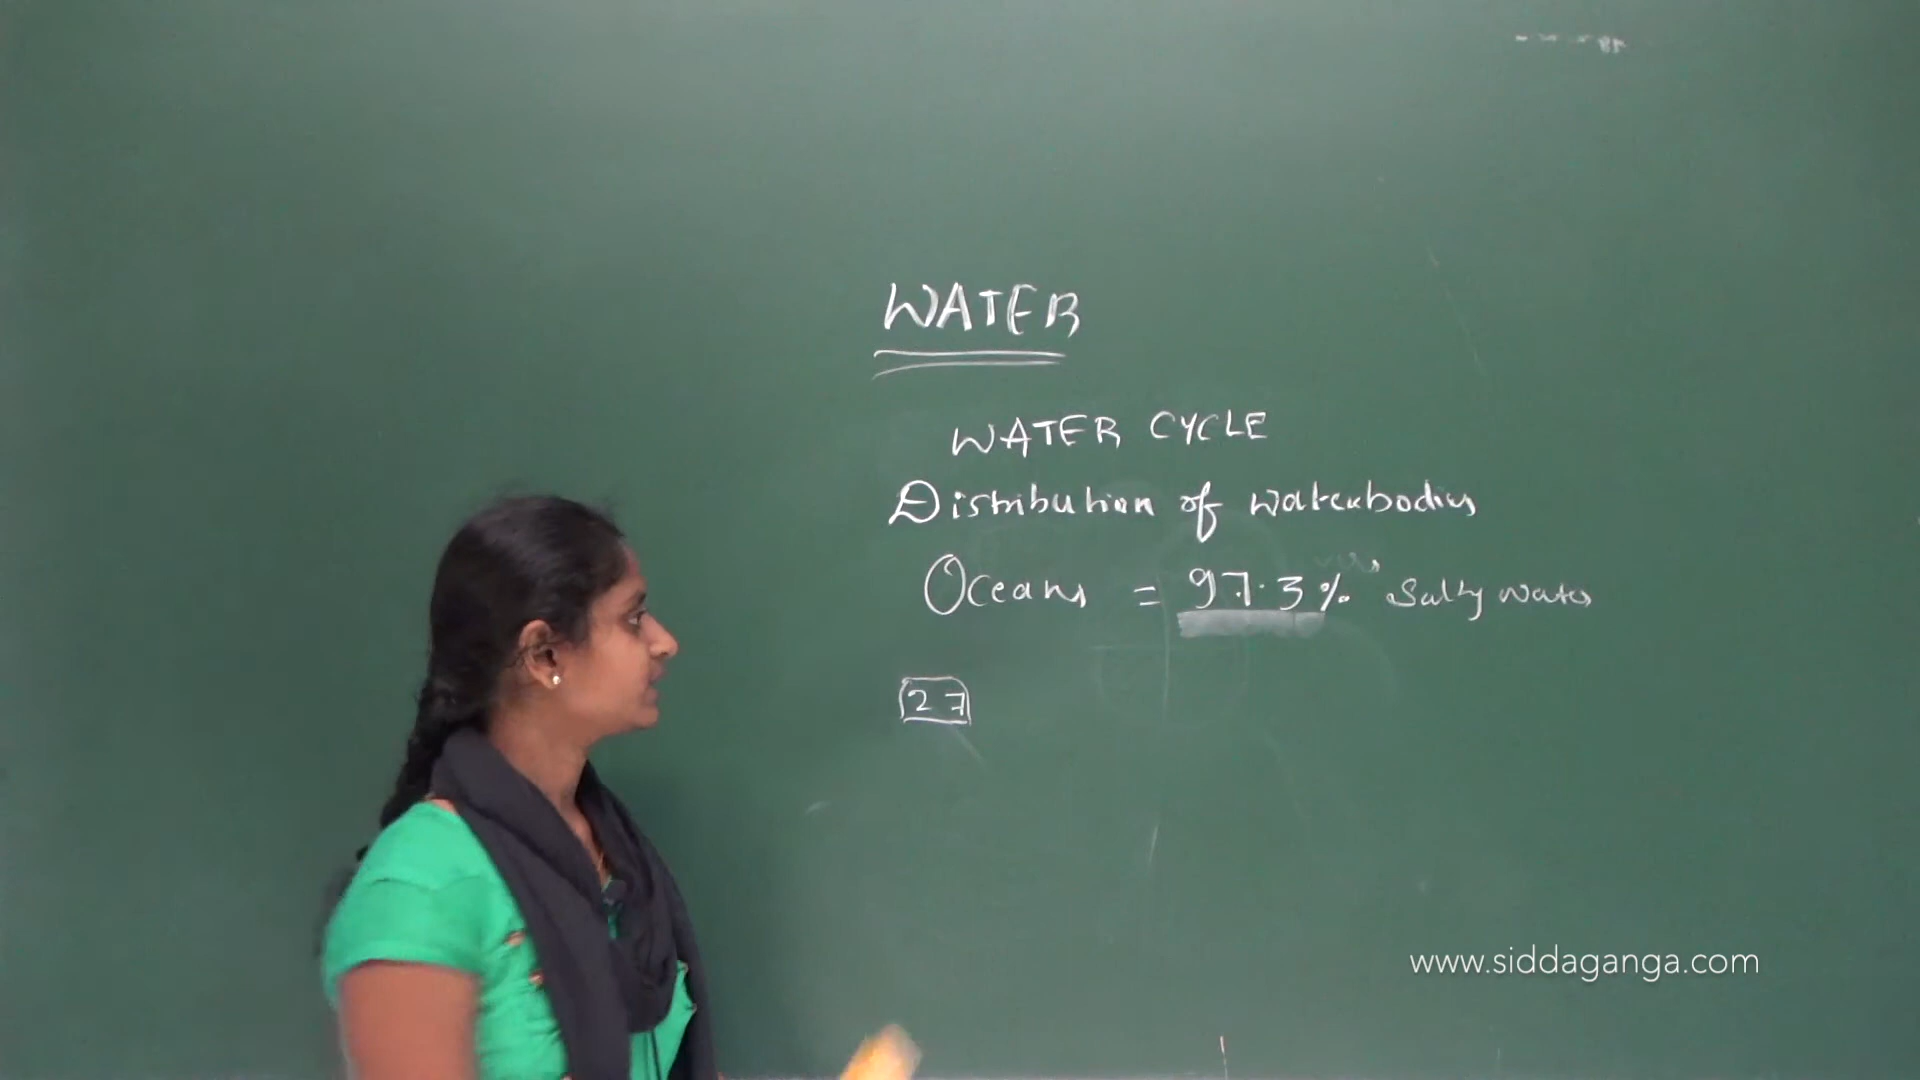 WATER
WATER CYCLE
Distribution of waterbodies
Oceans = 97.3% Salty water
27
www.siddaganga.com